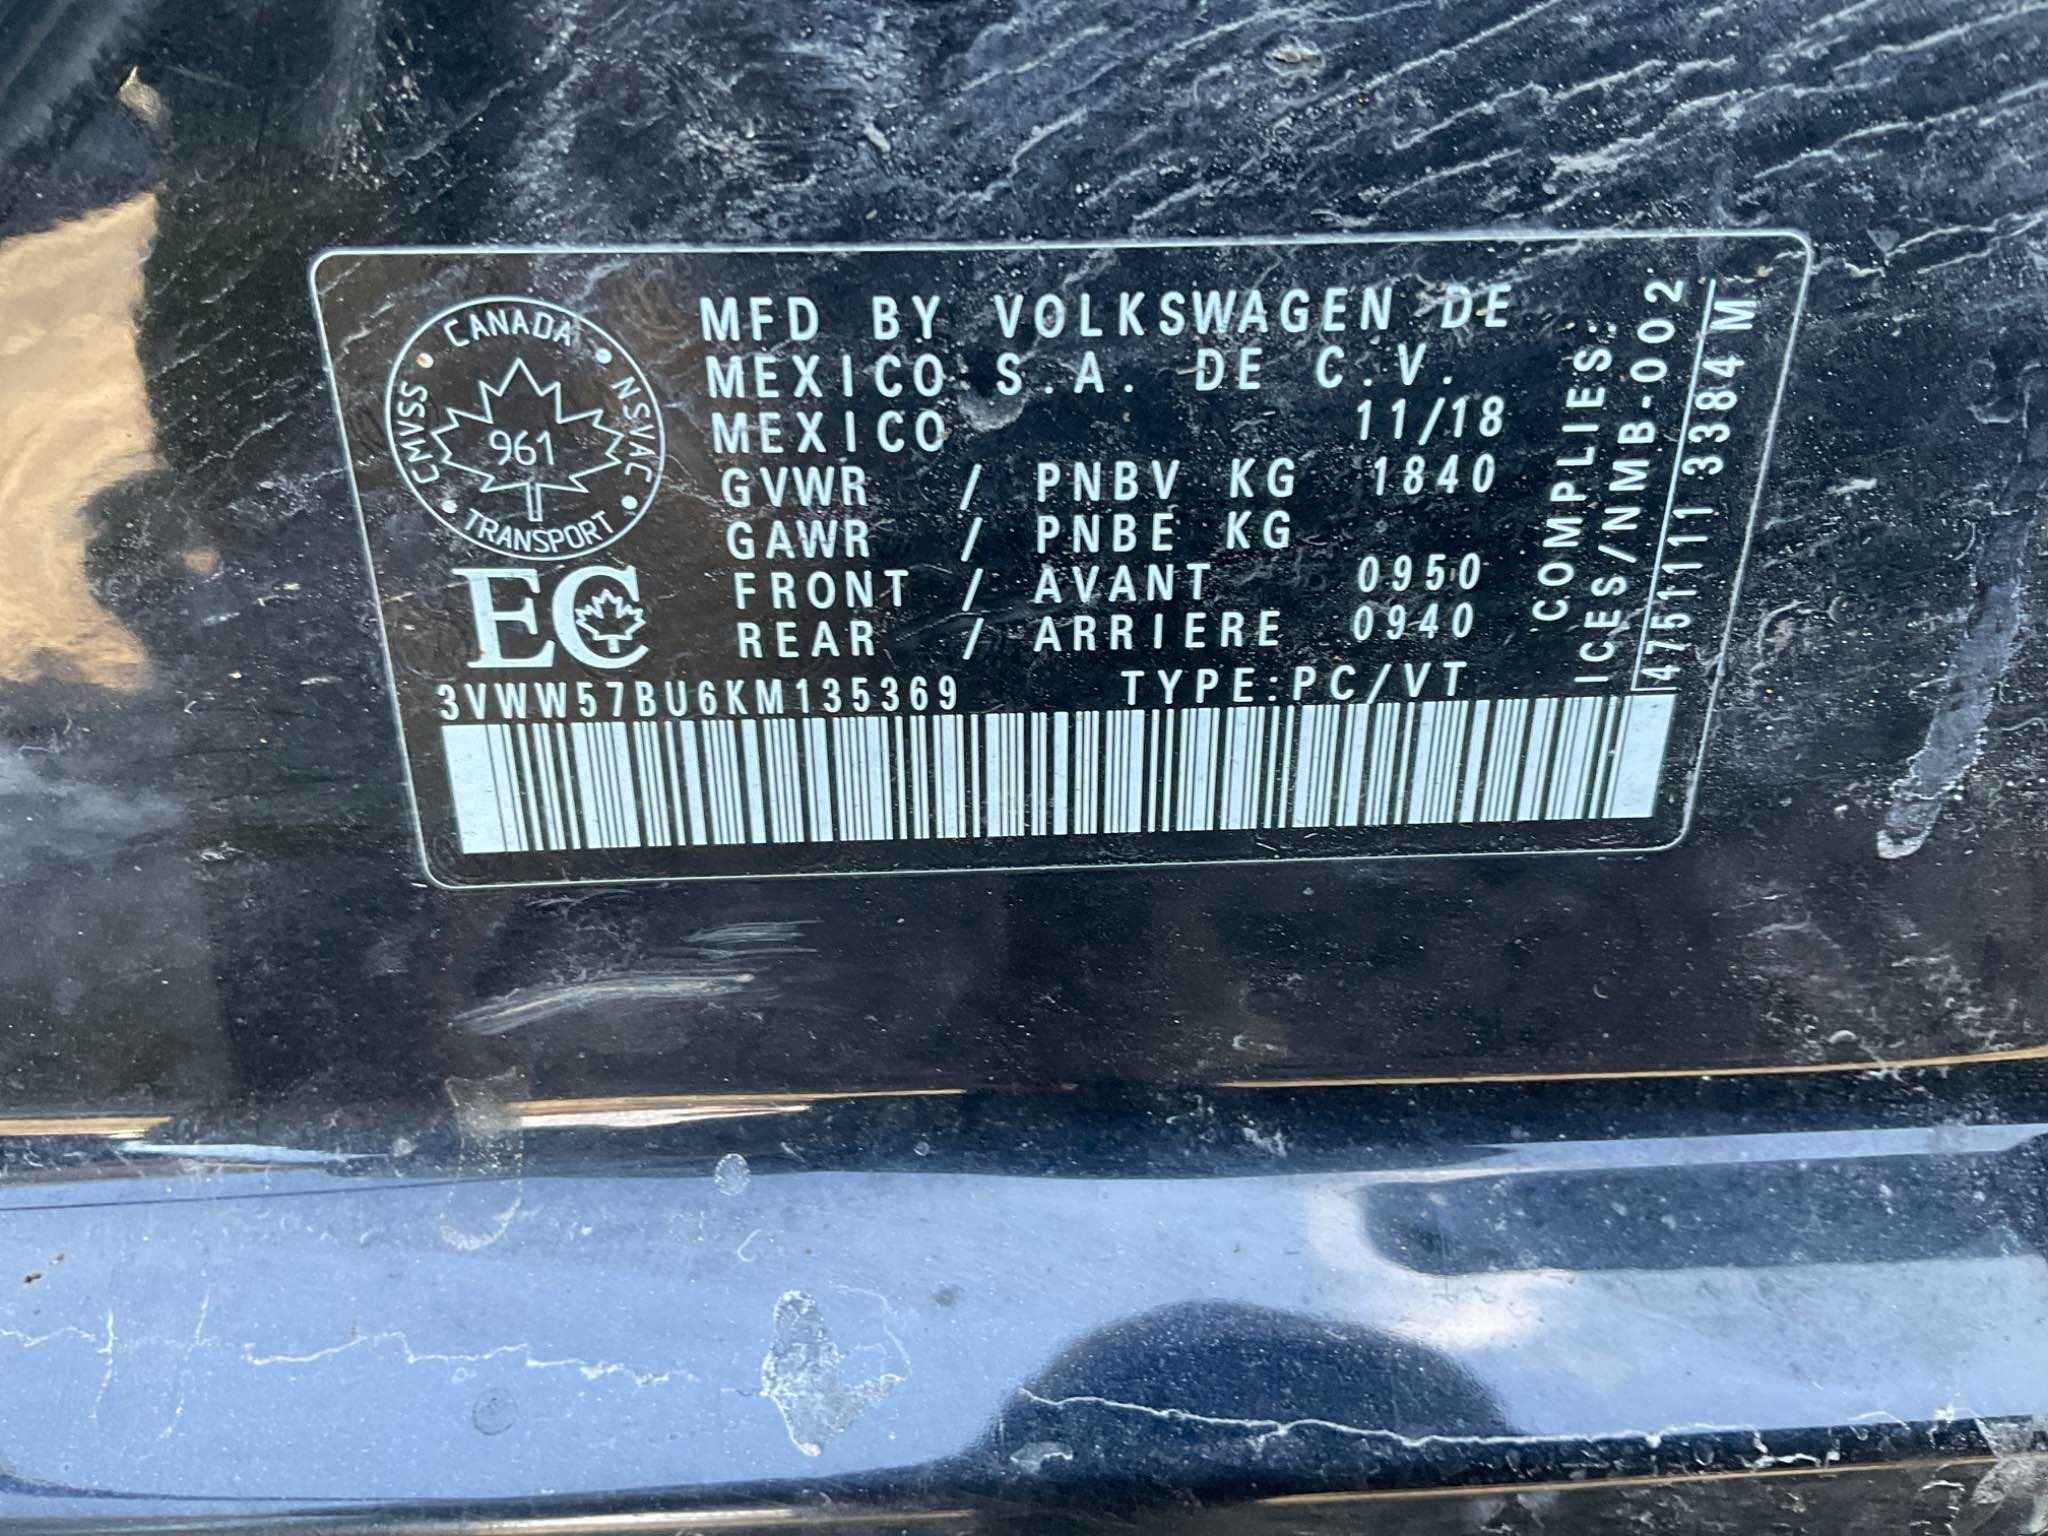 CANADA
CMVSS
NSVAC
961
TRANSPORT
EC
MFD BY VOLKSWAGEN DE
MEXICO S.A. DE C.V.
MEXICO 11/18
GVWR / PNBV KG 1840
GAWR / PNBE KG
FRONT / AVANT 0950
REAR / ARRIERE 0940
3VWW57BU6KM135369 TYPE:PC/VT
COMPLIES:
ICES/NMB-002
4751111 3384 M